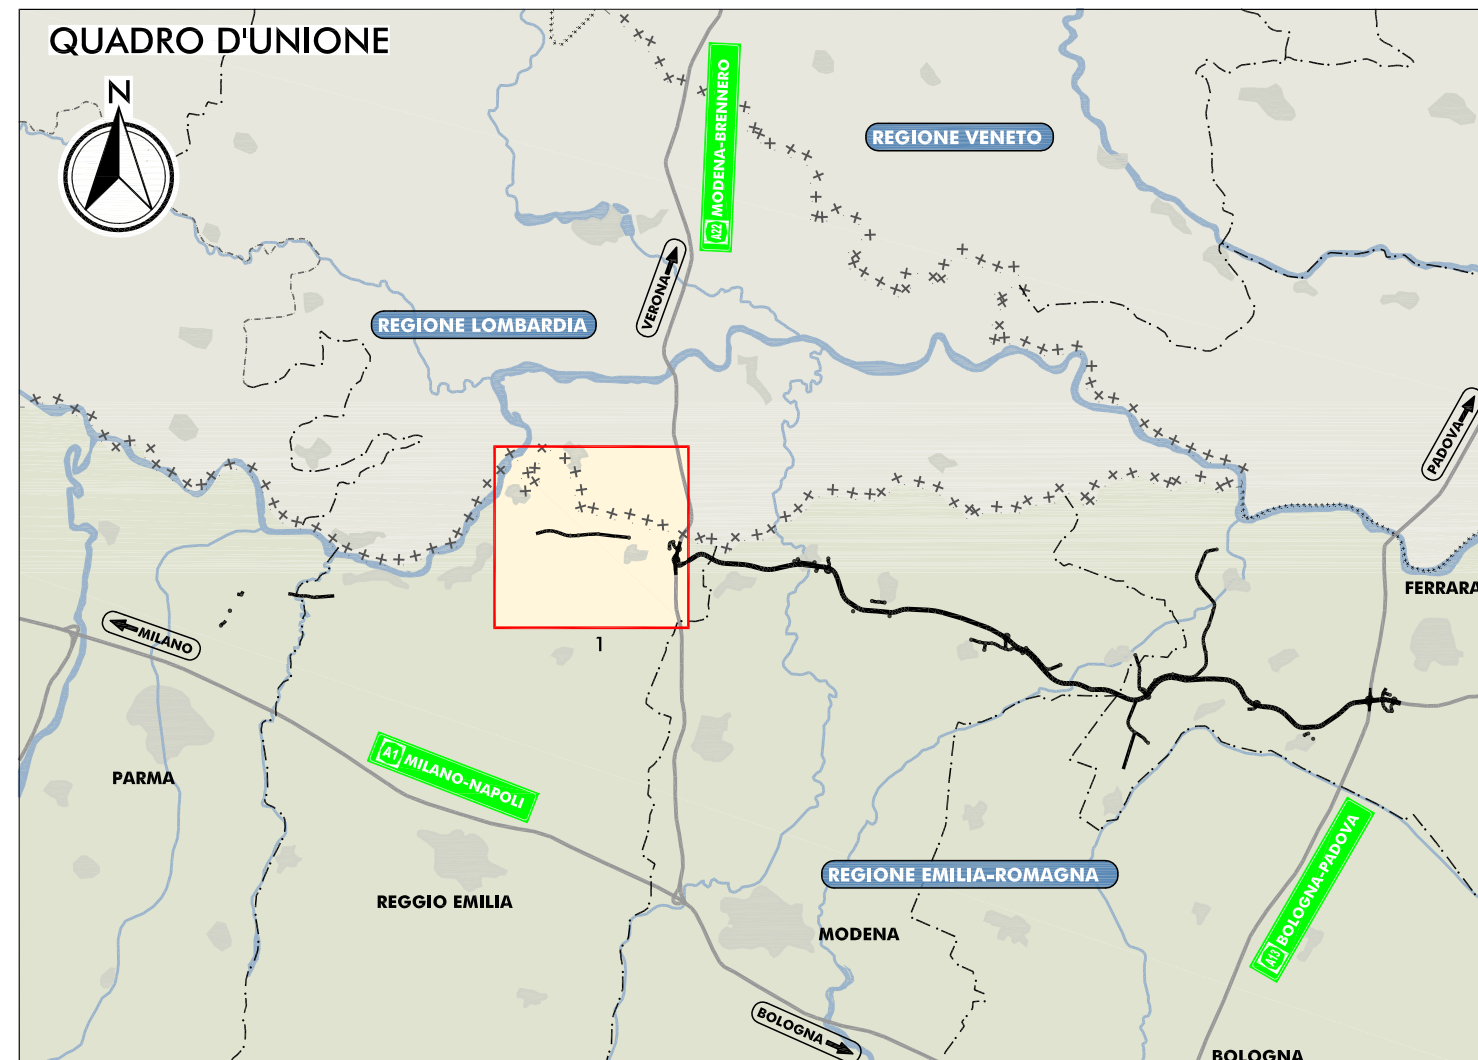 QUADRO D'UNIONE
N
A22 MODENA-BRENNERO
REGIONE VENETO
VERONA
REGIONE LOMBARDIA
PADOVA
FERRARA
MILANO
1
PARMA
A1 MILANO-NAPOLI
REGGIO EMILIA
REGIONE EMILIA-ROMAGNA
MODENA
A13 BOLOGNA-PADOVA
BOLOGNA
BOLOGNA